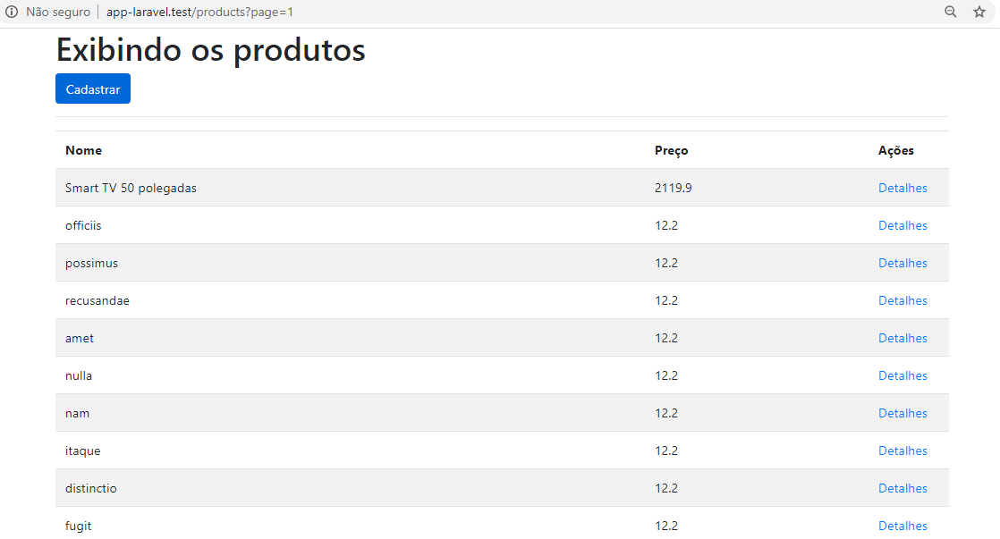 Não seguro | app-laravel.test/products?page=1
Exibindo os produtos
Cadastrar
Nome Preço Ações
Smart TV 50 polegadas 2119.9 Detalhes
officiis 12.2 Detalhes
possimus 12.2 Detalhes
recusandae 12.2 Detalhes
amet 12.2 Detalhes
nulla 12.2 Detalhes
nam 12.2 Detalhes
itaque 12.2 Detalhes
distinctio 12.2 Detalhes
fugit 12.2 Detalhes